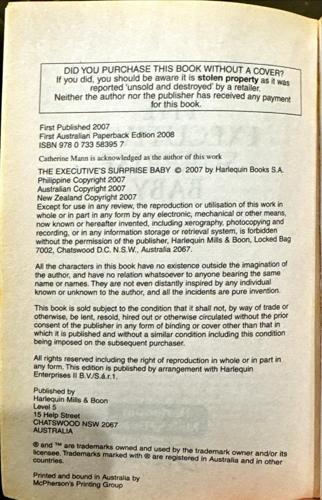 DID YOU PURCHASE THIS BOOK WITHOUT A COVER?
If you did, you should be aware it is stolen property as it was
reported 'unsold and destroyed' by a retailer.
Neither the author nor the publisher has received any payment
for this book.
First Published 2007
First Australian Paperback Edition 2008
ISBN 978 0 733 58395 7
Catherine Mann is acknowledged as the author of this work
THE EXECUTIVE'S SURPRISE BABY © 2007 by Harlequin Books S.A.
Philippine Copyright 2007
Australian Copyright 2007
New Zealand Copyright 2007
Except for use in any review, the reproduction or utilisation of this work in
whole or in part in any form by any electronic, mechanical or other means,
now known or hereafter invented, including xerography, photocopying and
recording, or in any information storage or retrieval system, is forbidden
without the permission of the publisher, Harlequin Mills & Boon, Locked Bag
7002, Chatswood D.C. N.S.W., Australia 2067.
All the characters in this book have no existence outside the imagination of
the author, and have no relation whatsoever to anyone bearing the same
name or names. They are not even distantly inspired by any individual
known or unknown to the author, and all the incidents are pure invention.
This book is sold subject to the condition that it shall not, by way of trade or
otherwise, be lent, resold, hired out or otherwise circulated without the prior
consent of the publisher in any form of binding or cover other than that in
which it is published and without a similar condition including this condition
being imposed on the subsequent purchaser.
All rights reserved including the right of reproduction in whole or in part in
any form. This edition is published by arrangement with Harlequin
Enterprises II B.V./S.á.r.1.
Published by
Harlequin Mills & Boon
Level 5
15 Help Street
CHATSWOOD NSW 2067
AUSTRALIA
® and ™ are trademarks owned and used by the trademark owner and/or its
licensee. Trademarks marked with ® are registered in Australia and in other
countries.
Printed and bound in Australia by
McPherson's Printing Group